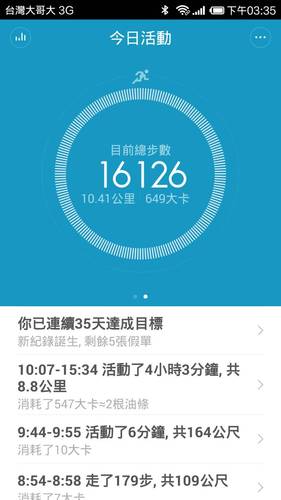 台灣大哥大 3G
下午03:35
今日活動
目前總步數
16126
10.41公里 649大卡
你已連續35天達成目標
新紀錄誕生, 剩餘5張假單
10:07-15:34 活動了4小時3分鐘, 共
8.8公里
消耗了547大卡≈2根油條
9:44-9:55 活動了6分鐘, 共164公尺
消耗了10大卡
8:54-8:58 走了179步, 共109公尺
消耗了7大卡